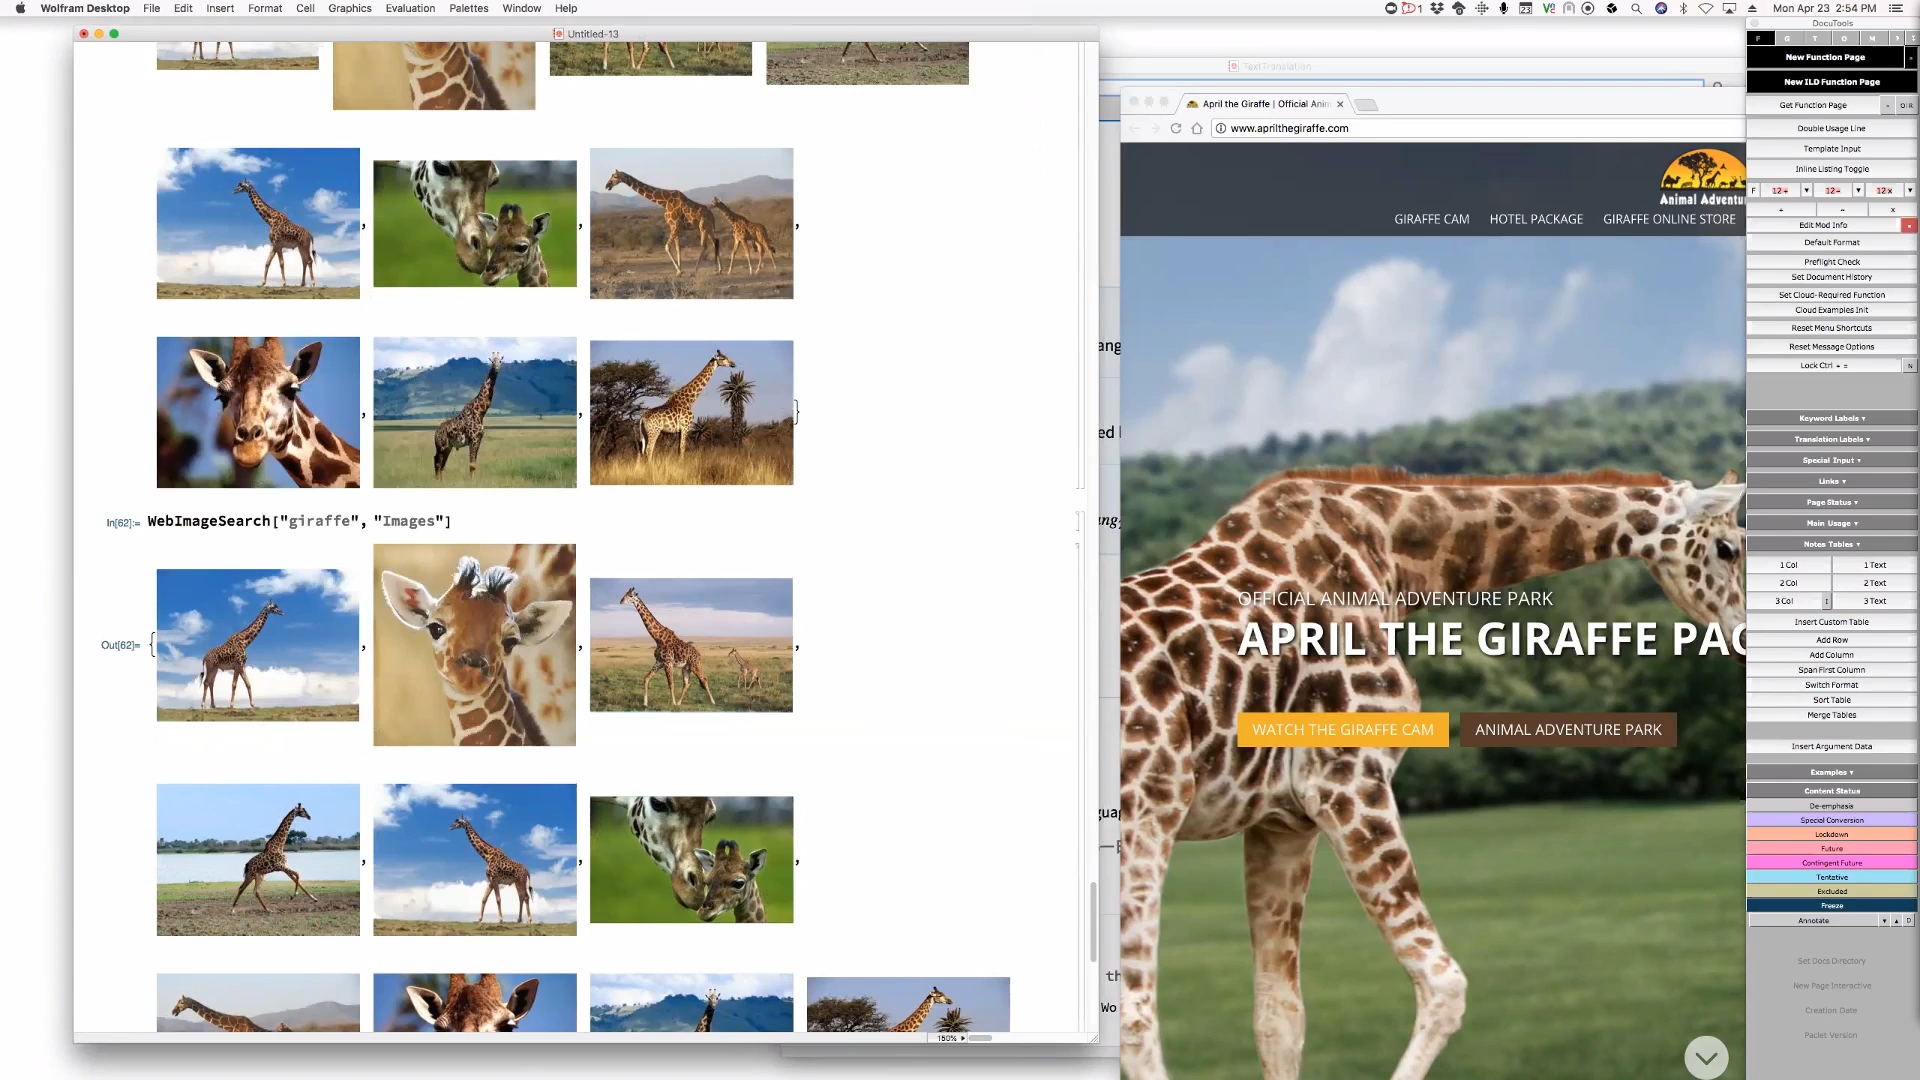 Wolfram Desktop File Edit Insert Format Cell Graphics Evaluation Palettes Window Help
Mon Apr 23 2:54 PM
Untitled-13
In[62]:= WebImageSearch["giraffe", "Images"]
Out[62]= {
150%
TextTranslation
April the Giraffe | Official Anim
www.aprilthegiraffe.com
Animal Adventu
GIRAFFE CAM HOTEL PACKAGE GIRAFFE ONLINE STORE
OFFICIAL ANIMAL ADVENTURE PARK
APRIL THE GIRAFFE PAG
WATCH THE GIRAFFE CAM ANIMAL ADVENTURE PARK
DocuTools
F G T O M ?
New Function Page
New ILD Function Page
Get Function Page
Double Usage Line
Template Input
Inline Listing Toggle
F 12+ 12- 12x
+ - x
Edit Mod Info
Default Format
Preflight Check
Set Document History
Set Cloud-Required Function
Cloud Examples Init
Reset Menu Shortcuts
Reset Message Options
Lock Ctrl + = N
Keyword Labels
Translation Labels
Special Input
Links
Page Status
Main Usage
Notes Tables
1 Col 1 Text
2 Col 2 Text
3 Col 3 Text
Insert Custom Table
Add Row
Add Column
Span First Column
Switch Format
Sort Table
Merge Tables
Insert Argument Data
Examples
Content Status
De-emphasis
Special Conversion
Lockdown
Future
Contingent Future
Tentative
Excluded
Freeze
Annotate D
Set Docs Directory
New Page Interactive
Creation Date
Paclet Version